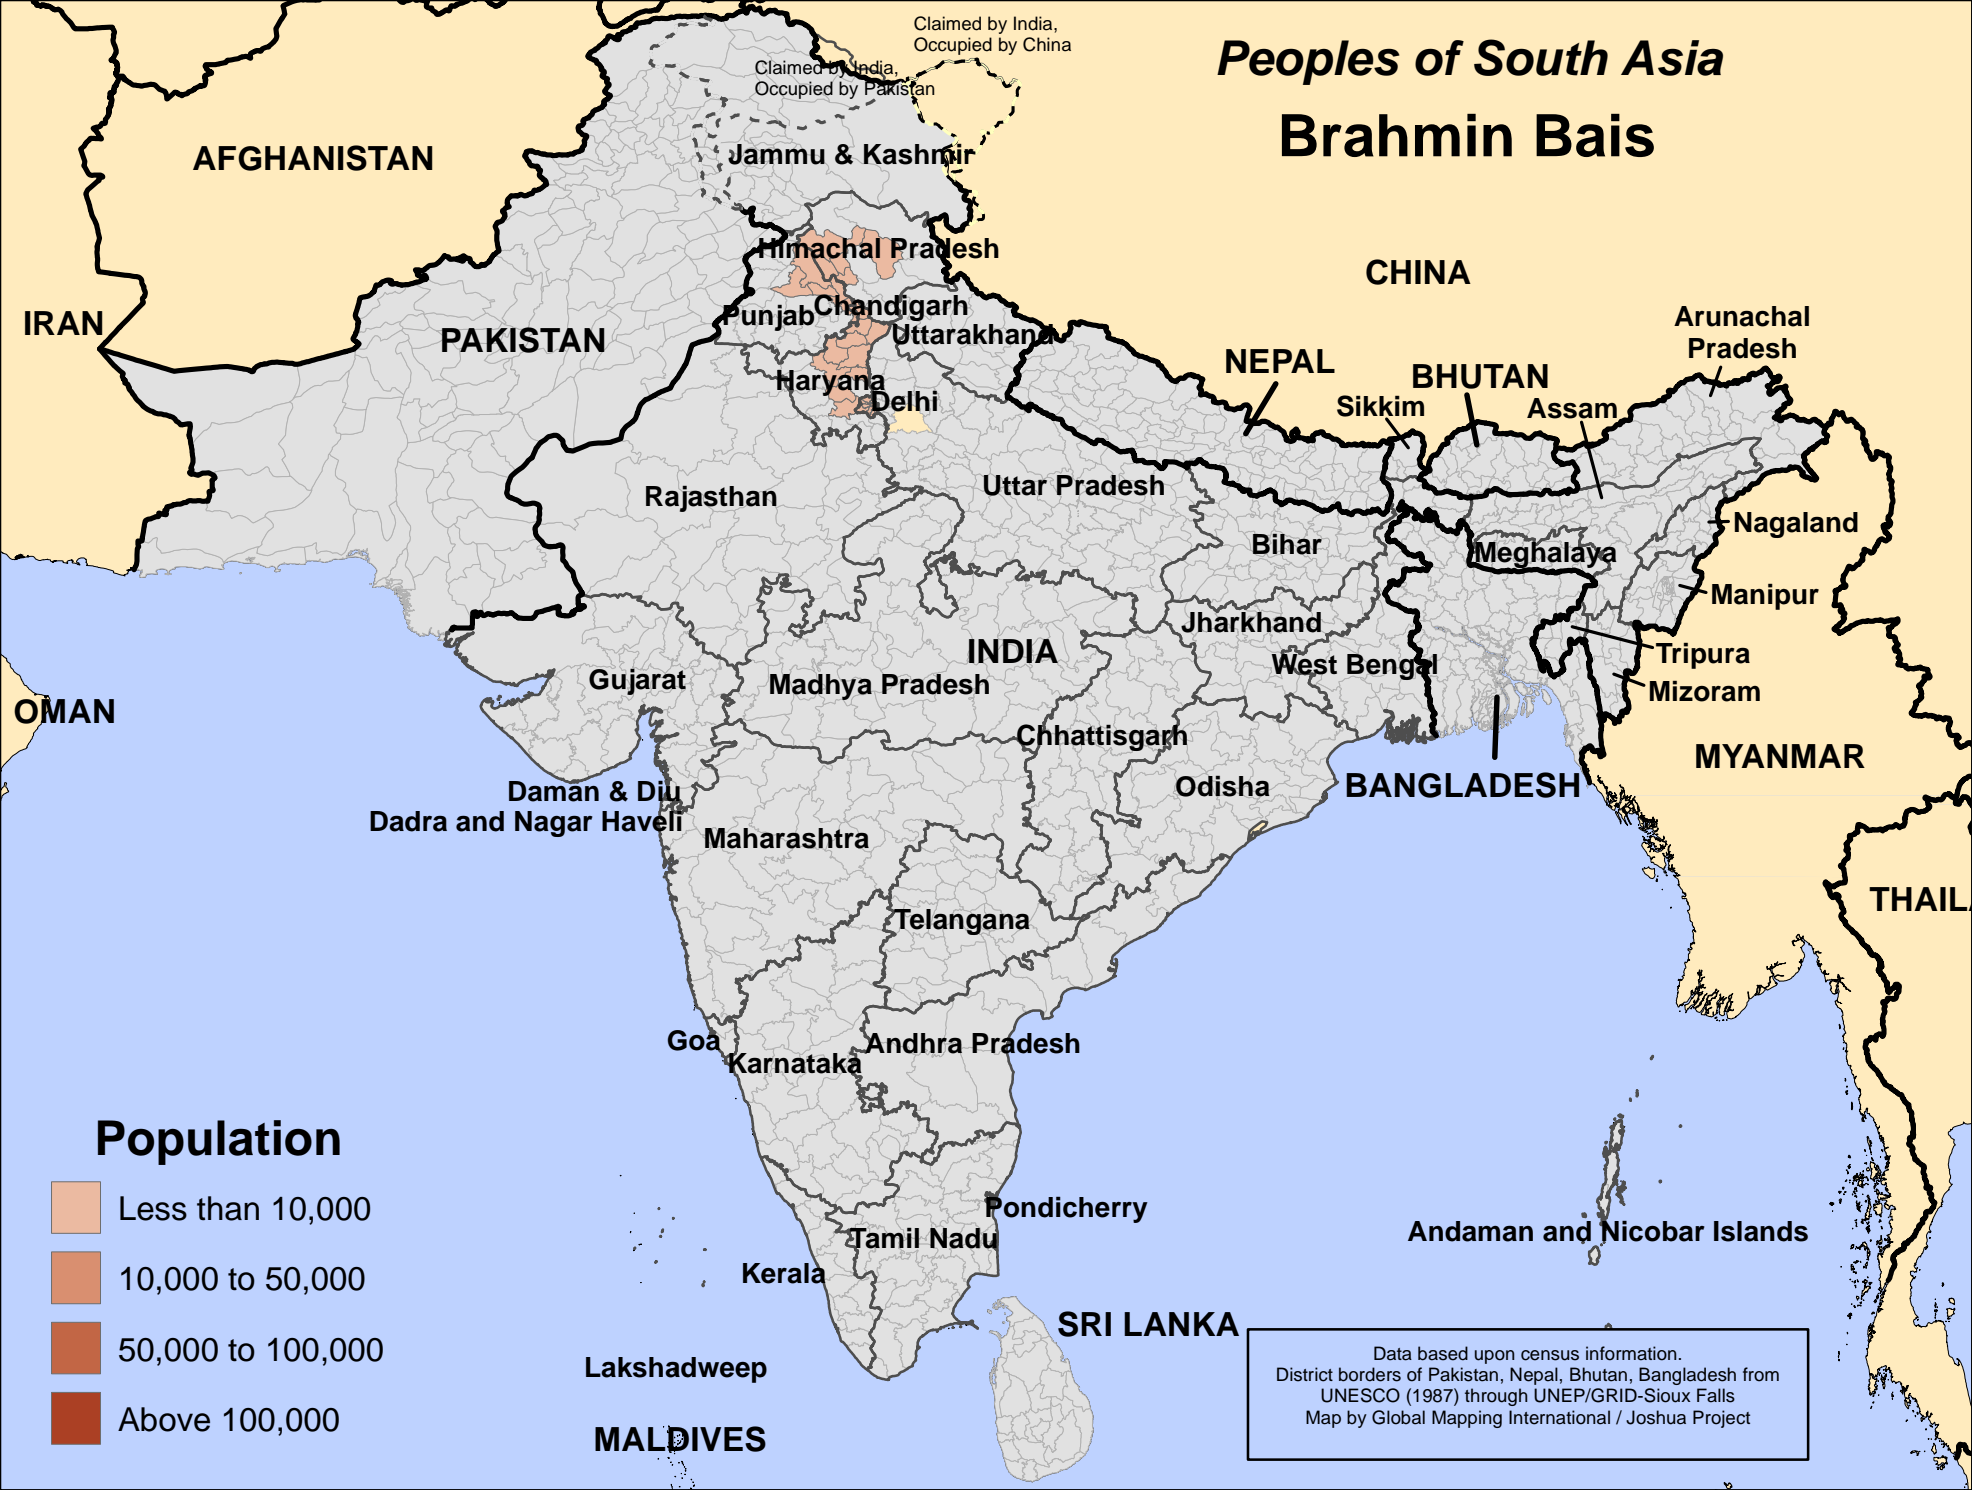 Claimed by India,
Occupied by China
Peoples of South Asia
Brahmin Bais
Claimed by India,
Occupied by Pakistan
AFGHANISTAN
Jammu & Kashmir
Himachal Pradesh
CHINA
IRAN
PAKISTAN
Punjab
Chandigarh
Uttarakhand
Arunachal
Pradesh
NEPAL
BHUTAN
Haryana
Delhi
Sikkim
Assam
Rajasthan
Uttar Pradesh
Nagaland
Bihar
Meghalaya
Manipur
Jharkhand
INDIA
Tripura
West Bengal
Gujarat
Madhya Pradesh
Mizoram
OMAN
Chhattisgarh
MYANMAR
Odisha
BANGLADESH
Daman & Diu
Dadra and Nagar Haveli
Maharashtra
THAILA
Telangana
Goa
Karnataka
Andhra Pradesh
Population
Less than 10,000
10,000 to 50,000
50,000 to 100,000
Above 100,000
Pondicherry
Tamil Nadu
Kerala
Andaman and Nicobar Islands
SRI LANKA
Lakshadweep
MALDIVES
Data based upon census information.
District borders of Pakistan, Nepal, Bhutan, Bangladesh from
UNESCO (1987) through UNEP/GRID-Sioux Falls
Map by Global Mapping International / Joshua Project